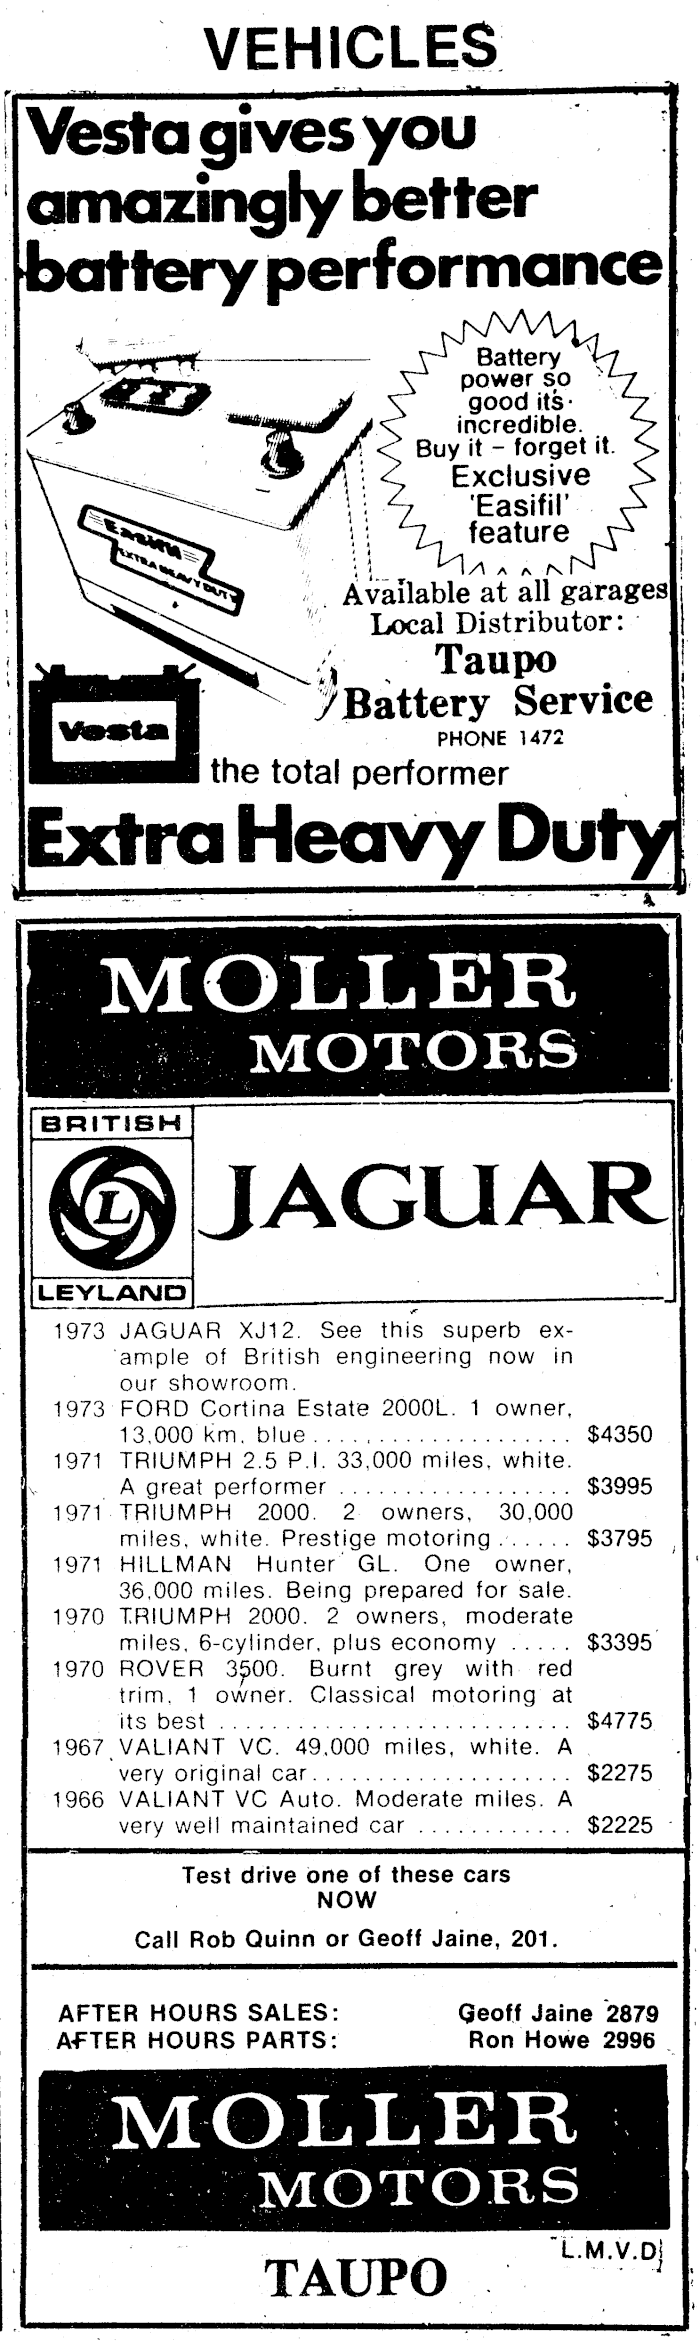 VEHICLES
Vesta gives you
amazingly better
battery performance
Battery
power so
good it's
incredible.
Buy it – forget it.
Exclusive
'Easifil'
feature
Easifil
EXTRA HEAVY DUTY
Available at all garages
Local Distributor:
Taupo
Battery Service
PHONE 1472
Vesta
the total performer
Extra Heavy Duty
MOLLER
MOTORS
BRITISH
L
LEYLAND
JAGUAR
1973 JAGUAR XJ12. See this superb ex-
ample of British engineering now in
our showroom.
1973 FORD Cortina Estate 2000L. 1 owner,
13,000 km, blue .................... $4350
1971 TRIUMPH 2.5 P.I. 33,000 miles, white.
A great performer .................. $3995
1971 TRIUMPH 2000. 2 owners, 30,000
miles, white. Prestige motoring ...... $3795
1971 HILLMAN Hunter GL. One owner,
36,000 miles. Being prepared for sale.
1970 TRIUMPH 2000. 2 owners, moderate
miles, 6-cylinder, plus economy ..... $3395
1970 ROVER 3500. Burnt grey with red
trim, 1 owner. Classical motoring at
its best ........................... $4775
1967 VALIANT VC. 49,000 miles, white. A
very original car.................... $2275
1966 VALIANT VC Auto. Moderate miles. A
very well maintained car ............ $2225
Test drive one of these cars
NOW
Call Rob Quinn or Geoff Jaine, 201.
AFTER HOURS SALES: Geoff Jaine 2879
AFTER HOURS PARTS: Ron Howe 2996
MOLLER
MOTORS
L.M.V.D
TAUPO